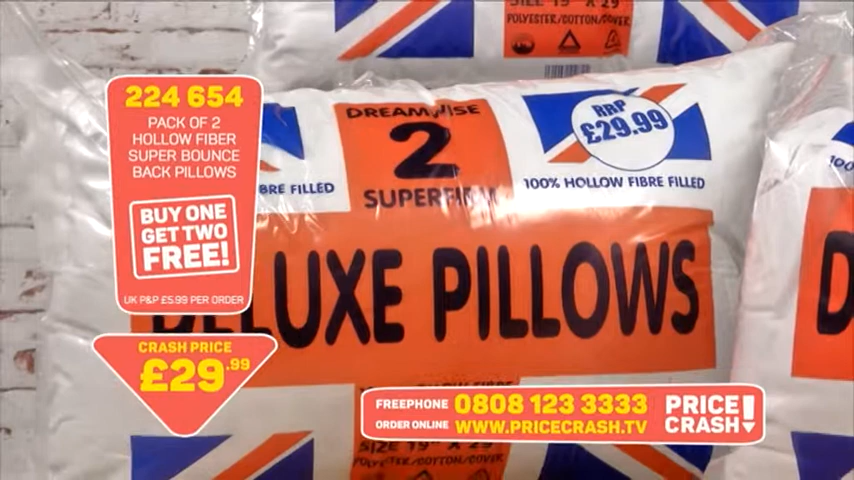 SIZE 19" X 29"
POLYESTER/COTTON/COVER
224 654
PACK OF 2
HOLLOW FIBER
SUPER BOUNCE
BACK PILLOWS
BUY ONE
GET TWO
FREE!
UK P&P £5.99 PER ORDER
CRASH PRICE
£29.99
BRE FILLED
DREAMWISE
2
SUPERFIRM
RRP
£29.99
100% HOLLOW FIBRE FILLED
100%
DELUXE PILLOWS
D
FREEPHONE 0808 123 3333
ORDER ONLINE WWW.PRICECRASH.TV
PRICE
CRASH!
SIZE 19" X 29"
POLYESTER/COTTON/COVER